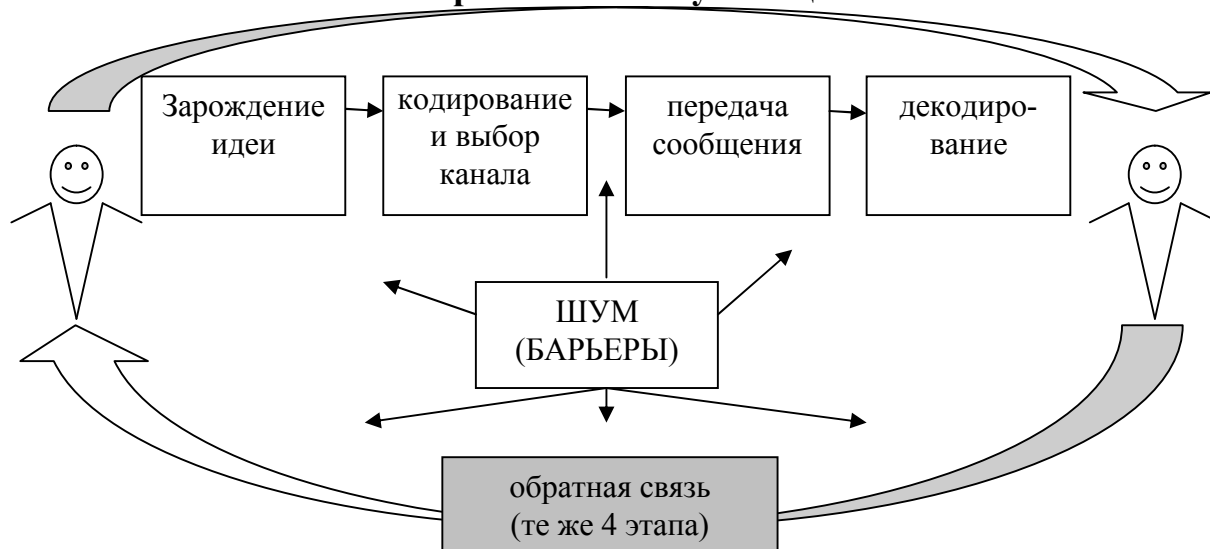 Зарождение
идеи
кодирование
и выбор
канала
передача
сообщения
декодиро-
вание
ШУМ
(БАРЬЕРЫ)
обратная связь
(те же 4 этапа)